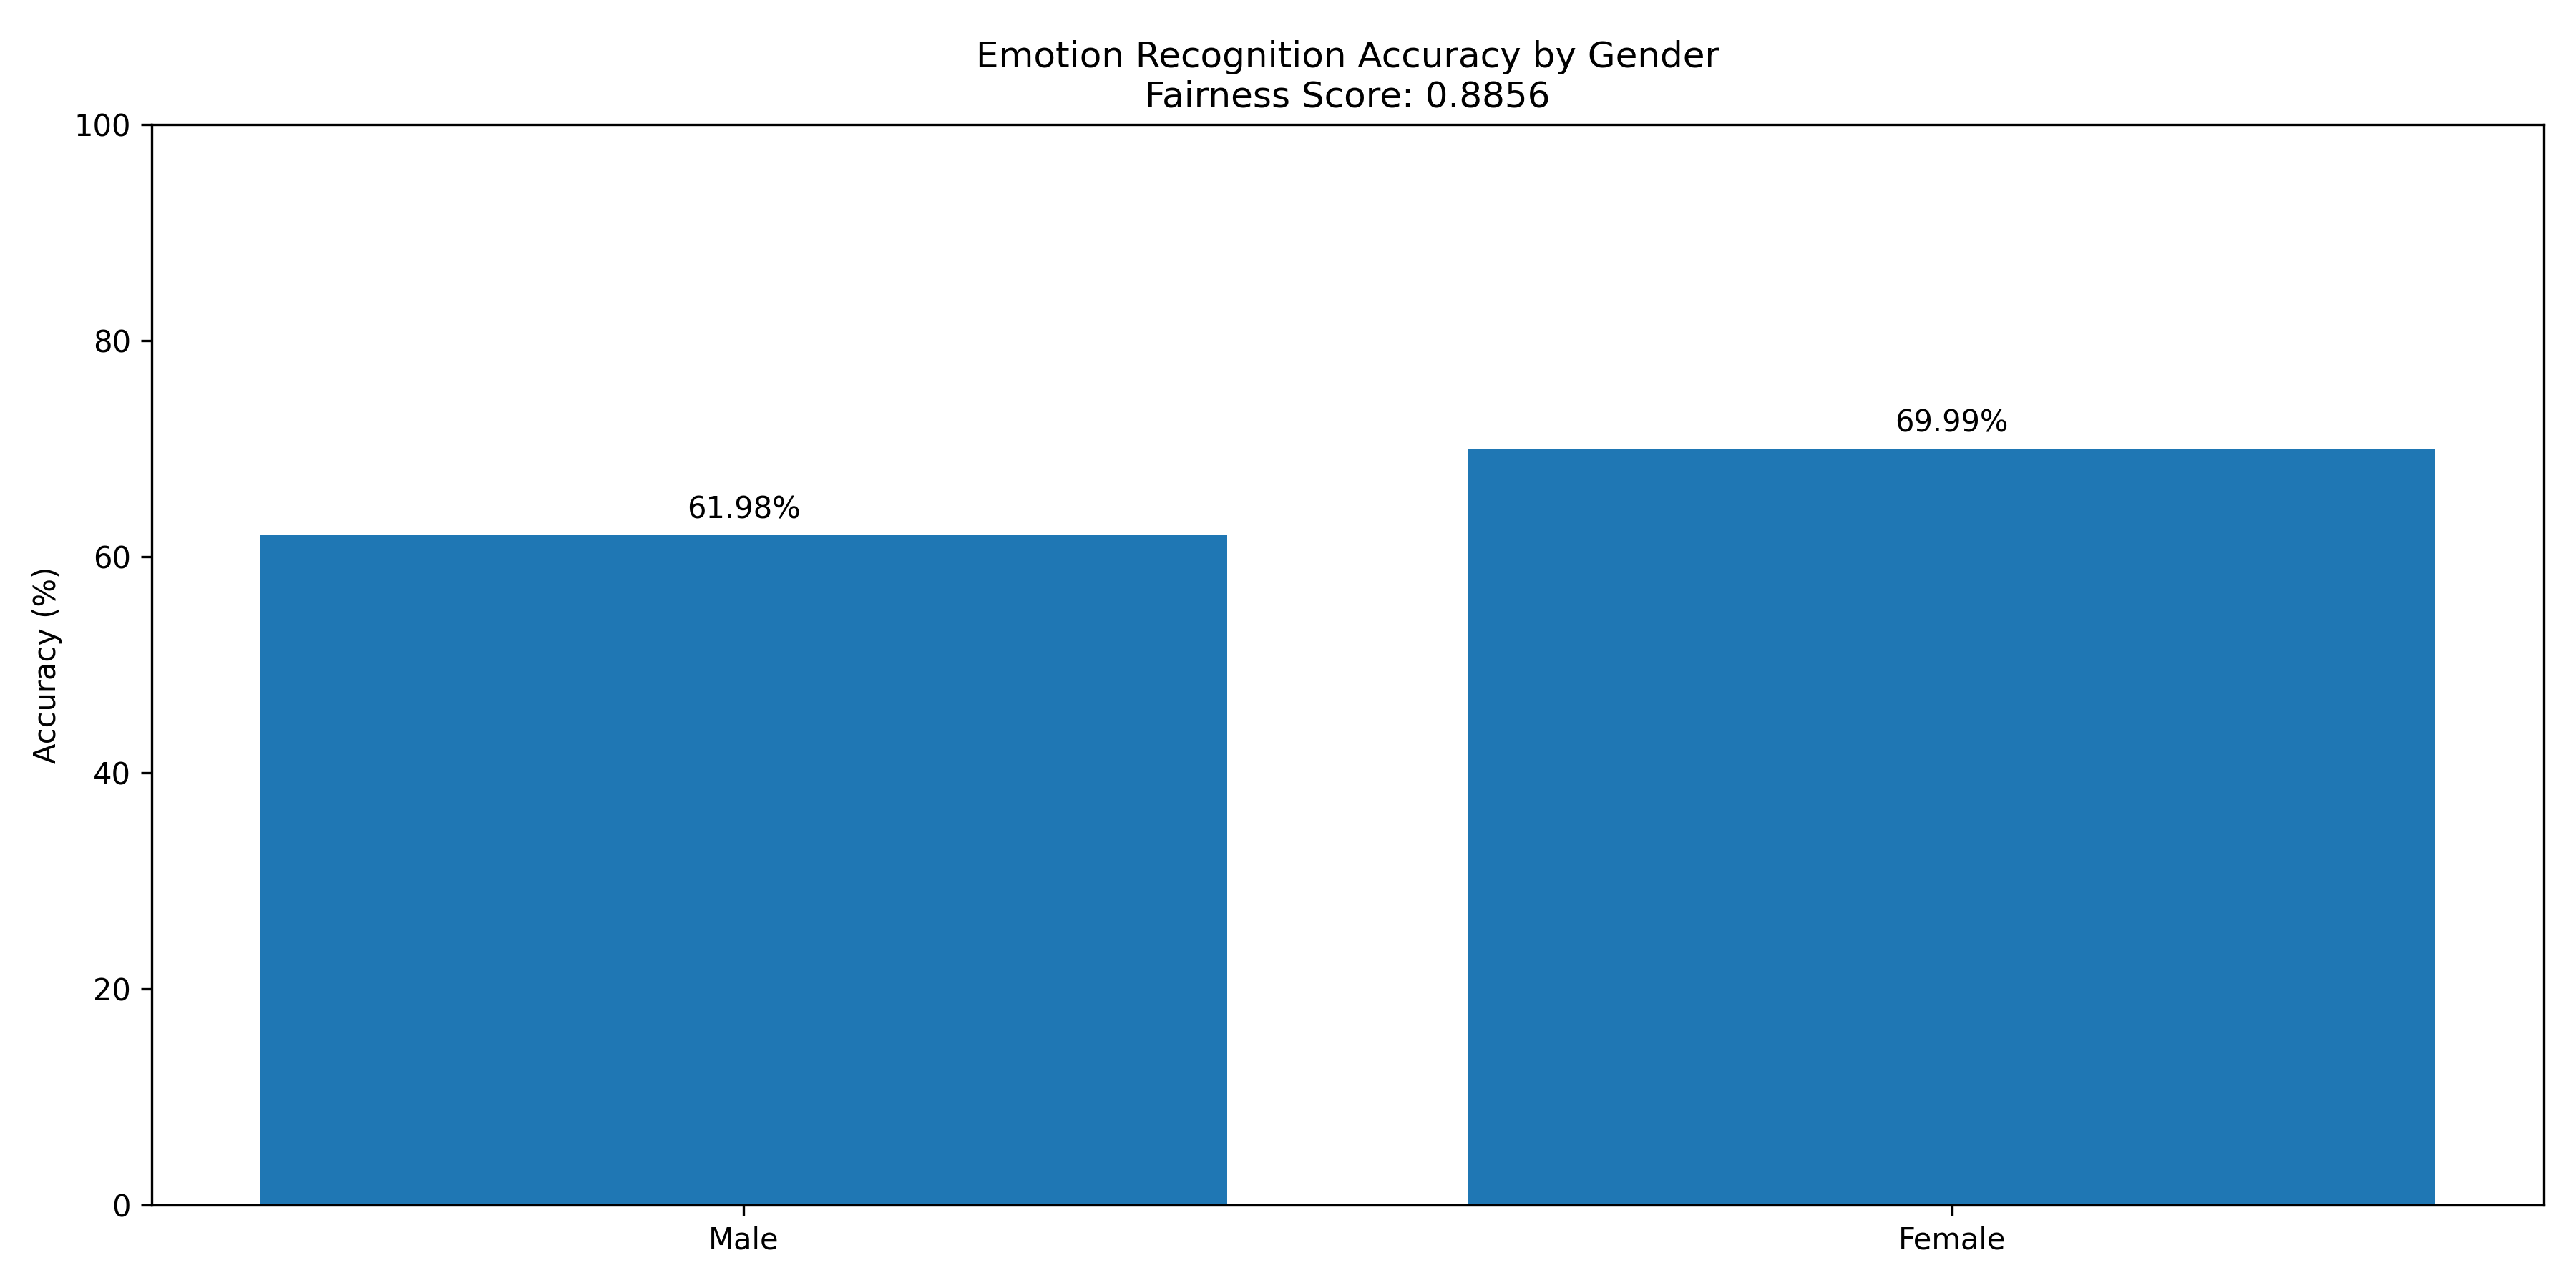 Emotion Recognition Accuracy by Gender
Fairness Score: 0.8856
100
80
60
40
20
0
Accuracy (%)
61.98%
69.99%
Male
Female